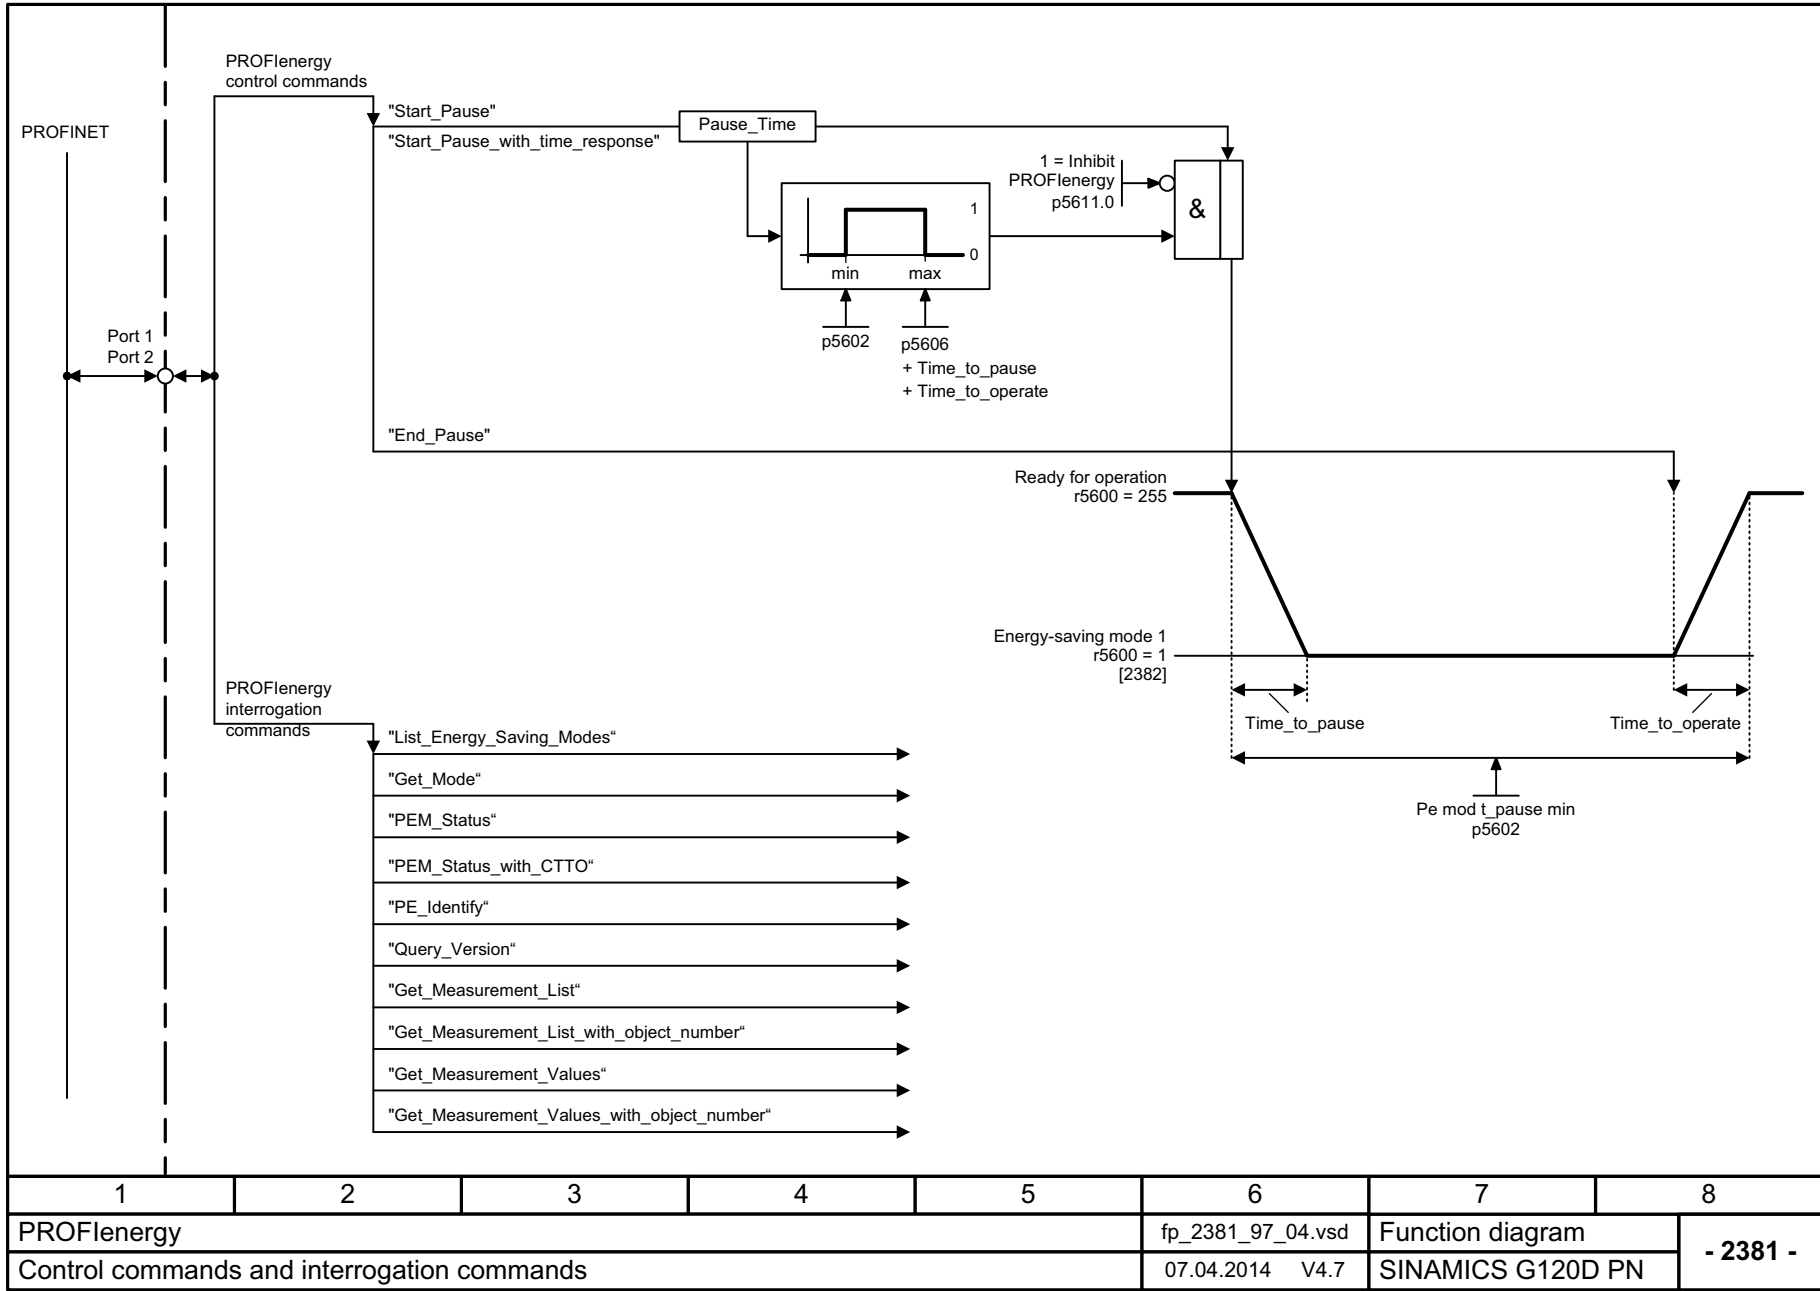 PROFIenergy
control commands
PROFINET
"Start_Pause"
"Start_Pause_with_time_response"
Pause_Time
1 = Inhibit
PROFIenergy
p5611.0
&
1
0
min max
p5602
p5606
+ Time_to_pause
+ Time_to_operate
Port 1
Port 2
"End_Pause"
Ready for operation
r5600 = 255
Energy-saving mode 1
r5600 = 1
[2382]
Time_to_pause
Time_to_operate
Pe mod t_pause min
p5602
PROFIenergy
interrogation
commands
"List_Energy_Saving_Modes“
"Get_Mode“
"PEM_Status“
"PEM_Status_with_CTTO“
"PE_Identify“
"Query_Version“
"Get_Measurement_List“
"Get_Measurement_List_with_object_number“
"Get_Measurement_Values“
"Get_Measurement_Values_with_object_number“
1 2 3 4 5 6 7 8
PROFIenergy fp_2381_97_04.vsd Function diagram
- 2381 -
Control commands and interrogation commands 07.04.2014 V4.7 SINAMICS G120D PN